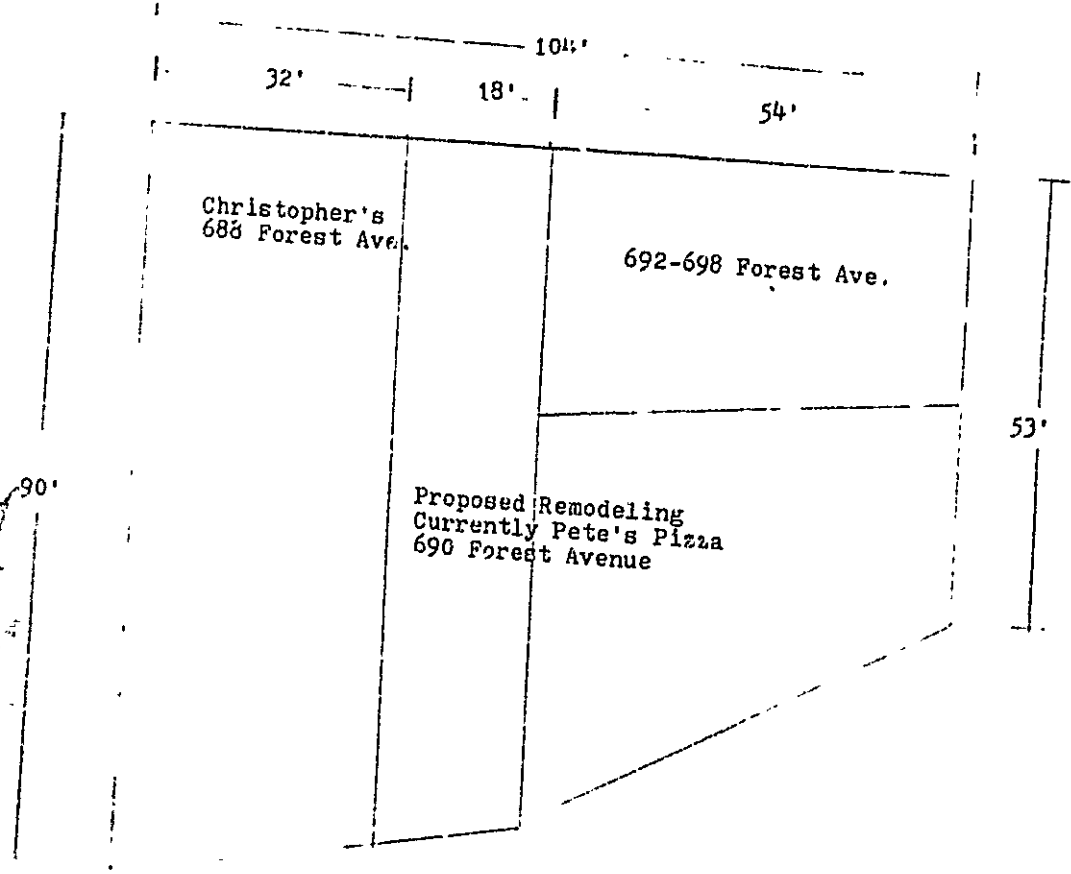 104'
32'
18'
54'
Christopher's
688 Forest Ave.
692-698 Forest Ave.
53'
90'
Proposed Remodeling
Currently Pete's Pizza
690 Forest Avenue